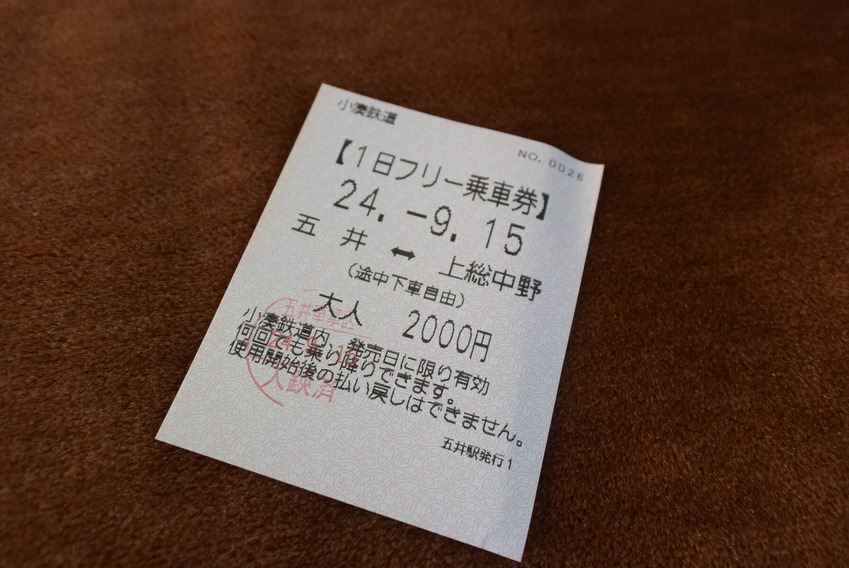 小湊鉄道
NO. 0026
【1日フリー乗車券】
24. -9. 15
五 井 ↔ 上総中野
(途中下車自由)
大人 2000円
小湊鉄道内 発売日に限り有効
何回でも乗り降りできます。
使用開始後の払い戻しはできません。
五井駅発行1
入鋏済